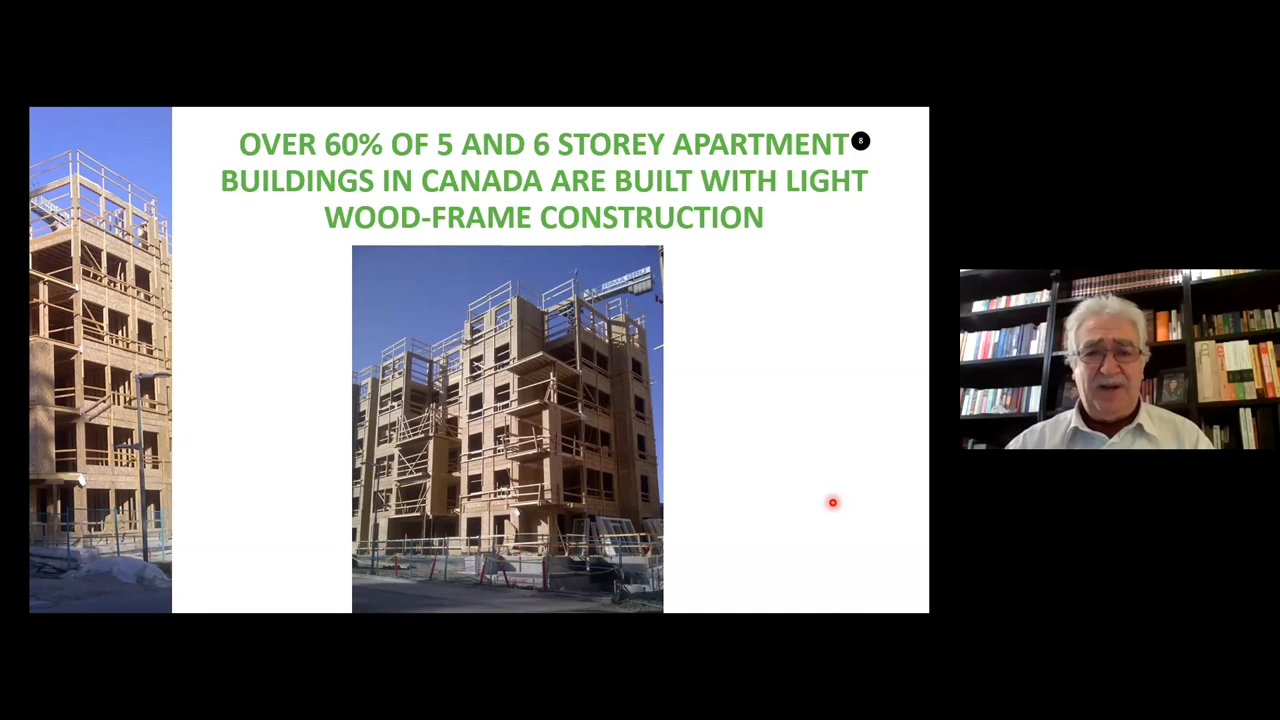 OVER 60% OF 5 AND 6 STOREY APARTMENT
8
BUILDINGS IN CANADA ARE BUILT WITH LIGHT
WOOD-FRAME CONSTRUCTION